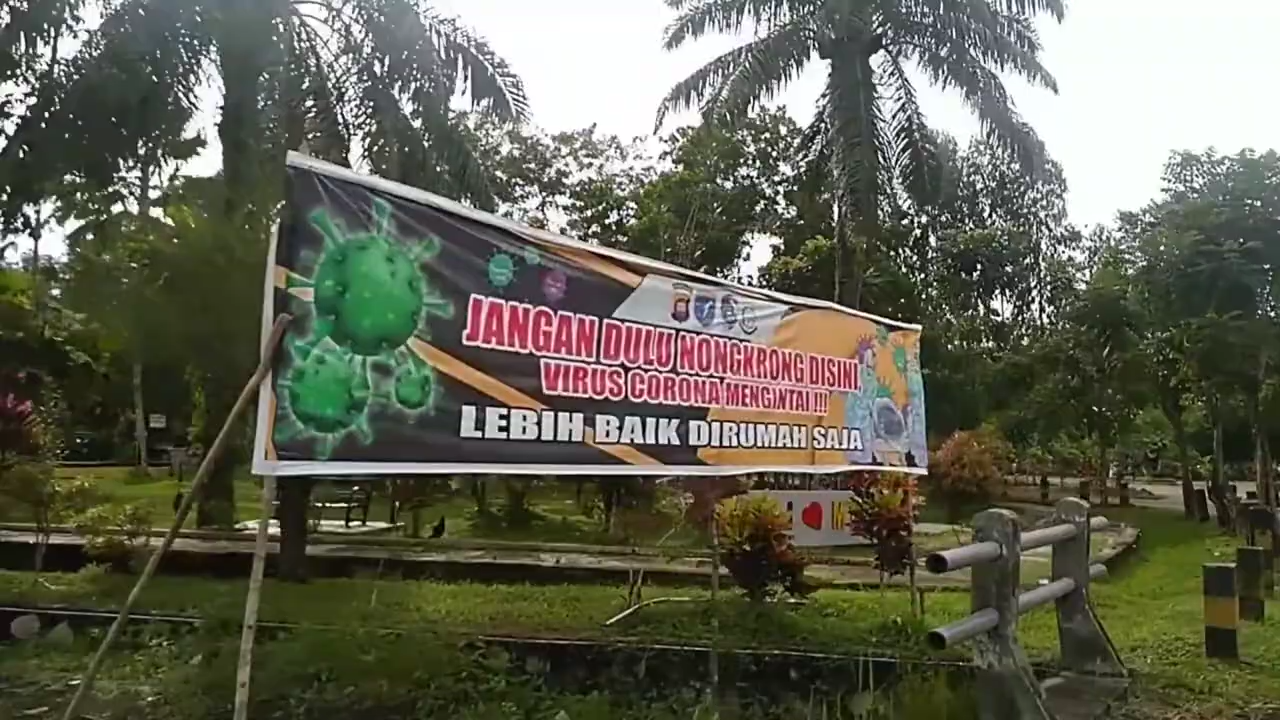 JANGAN DULU NONGKRONG DISINI,
VIRUS CORONA MENGINTAI !!!
LEBIH BAIK DIRUMAH SAJA
I ❤ M